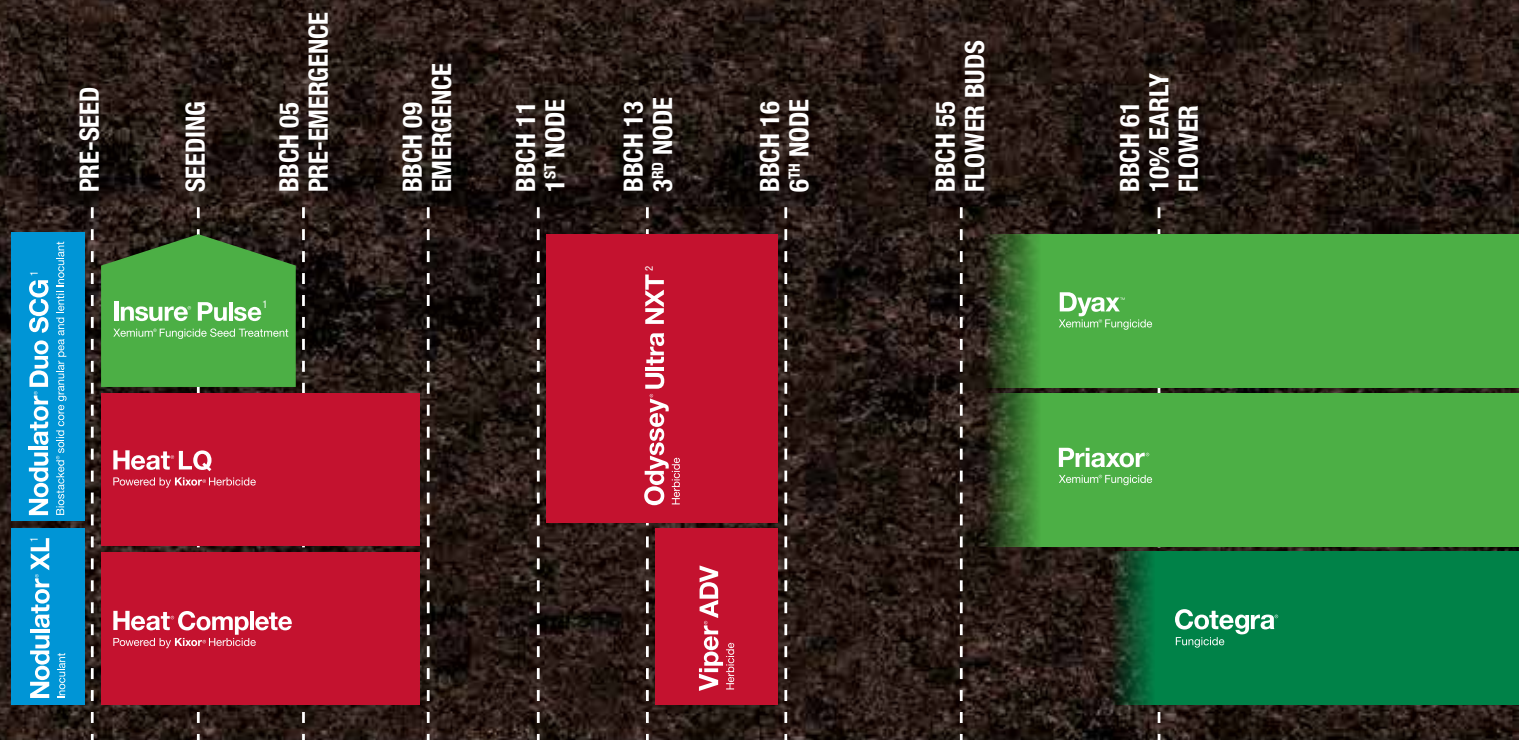 PRE-SEED
SEEDING
BBCH 05
PRE-EMERGENCE
BBCH 09
EMERGENCE
BBCH 11
1ST NODE
BBCH 13
3RD NODE
BBCH 16
6TH NODE
BBCH 55
FLOWER BUDS
BBCH 61
10% EARLY
FLOWER
Nodulator® Duo SCG1
Biostacked® solid core granular pea and lentil Inoculant
Nodulator® XL1
Inoculant
Insure® Pulse1
Xemium® Fungicide Seed Treatment
Heat® LQ
Powered by Kixor® Herbicide
Heat® Complete
Powered by Kixor® Herbicide
Odyssey® Ultra NXT2
Herbicide
Viper® ADV
Herbicide
Dyax™
Xemium® Fungicide
Priaxor®
Xemium® Fungicide
Cotegra®
Fungicide